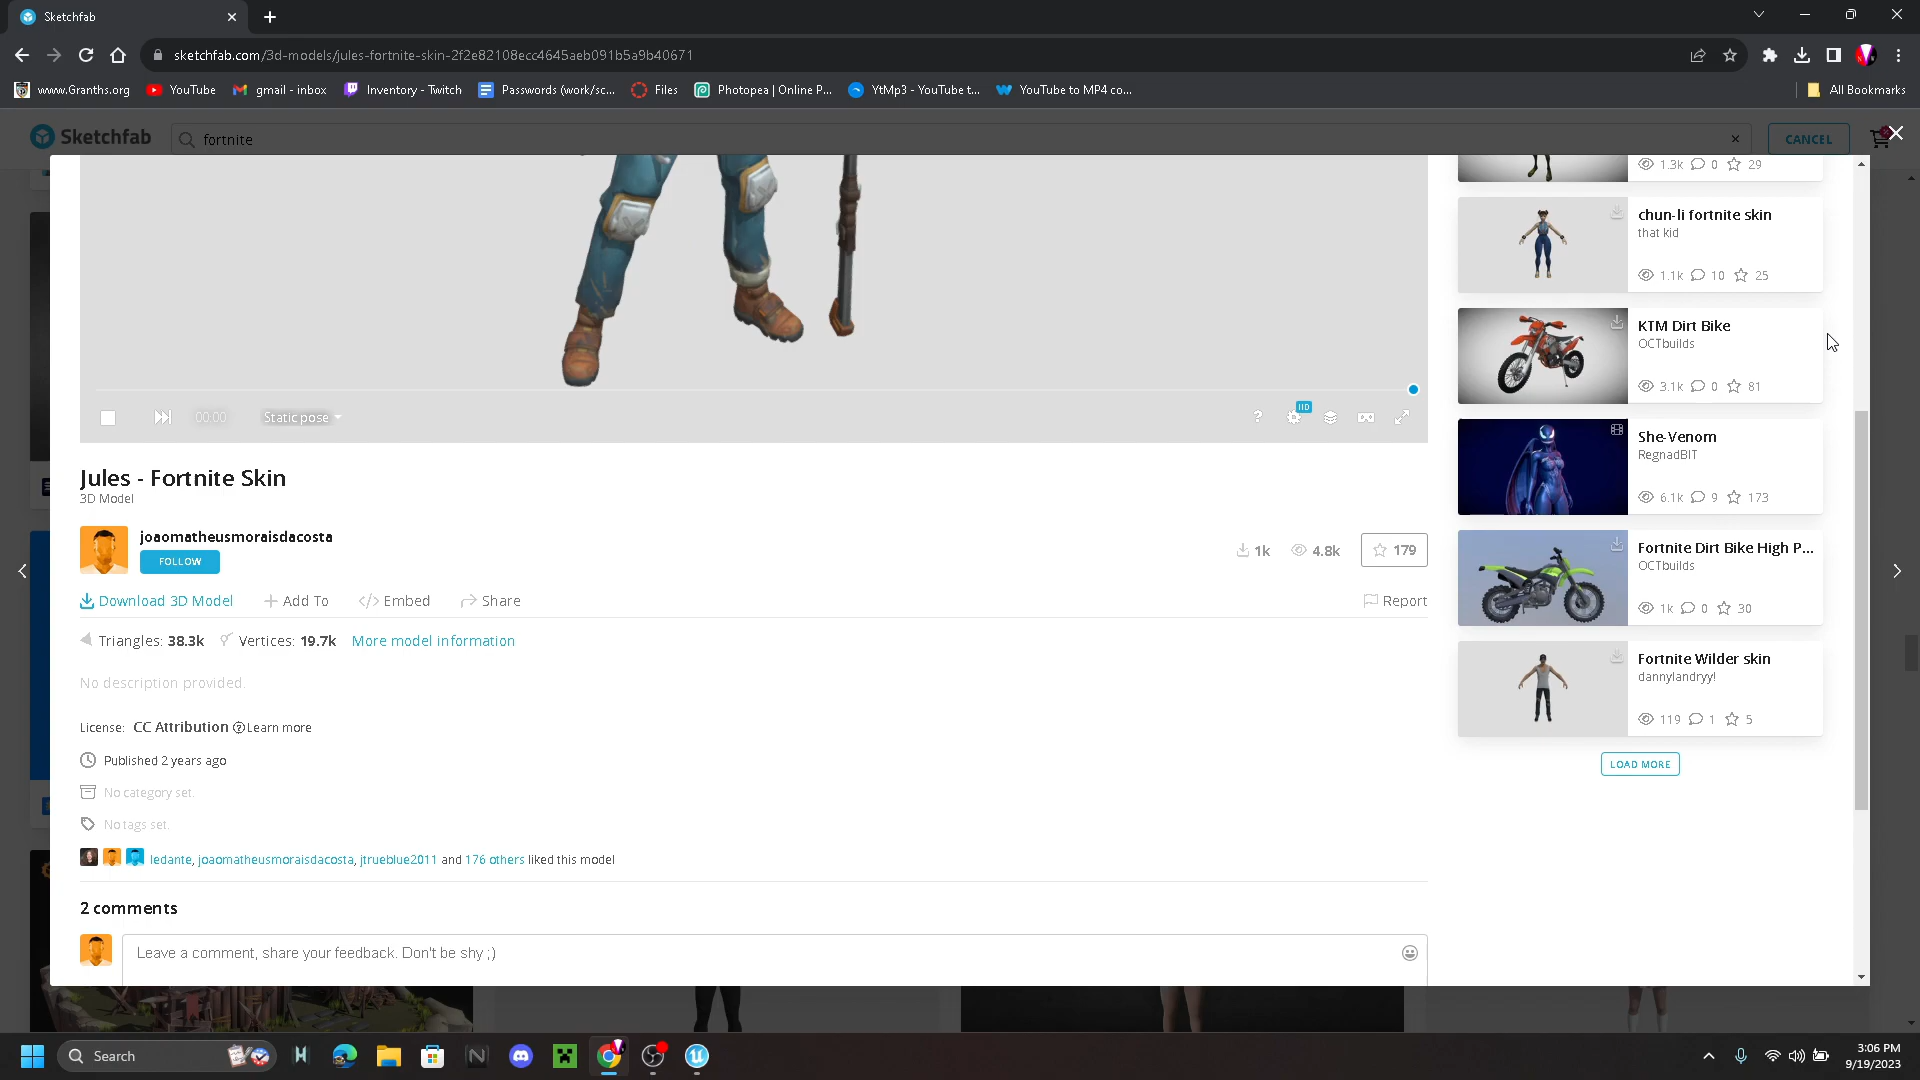 Sketchfab
sketchfab.com/3d-models/jules-fortnite-skin-2f2e82108ecc4645aeb091b5a9b40671
www.Granths.org
YouTube
gmail - inbox
Inventory - Twitch
Passwords (work/sc...
Files
Photopea | Online P...
YtMp3 - YouTube t...
YouTube to MP4 co...
All Bookmarks
Sketchfab
fortnite
CANCEL
1.3k 0 29
chun-li fortnite skin
that kid
1.1k 10 25
KTM Dirt Bike
OCTbuilds
3.1k 0 81
She-Venom
RegnadBIT
6.1k 9 173
Fortnite Dirt Bike High P...
OCTbuilds
1k 0 30
Fortnite Wilder skin
dannylandryy!
119 1 5
LOAD MORE
00:00
Static pose
?
HD
Jules - Fortnite Skin
3D Model
joaomatheusmoraisdacosta
FOLLOW
1k 4.8k 179
Download 3D Model
Add To
Embed
Share
Report
Triangles: 38.3k Vertices: 19.7k More model information
No description provided.
License: CC Attribution Learn more
Published 2 years ago
No category set.
No tags set.
ledante, joaomatheusmoraisdacosta, jtrueblue2011 and 176 others liked this model
2 comments
Leave a comment, share your feedback. Don't be shy ;)
Search
3:06 PM
9/19/2023